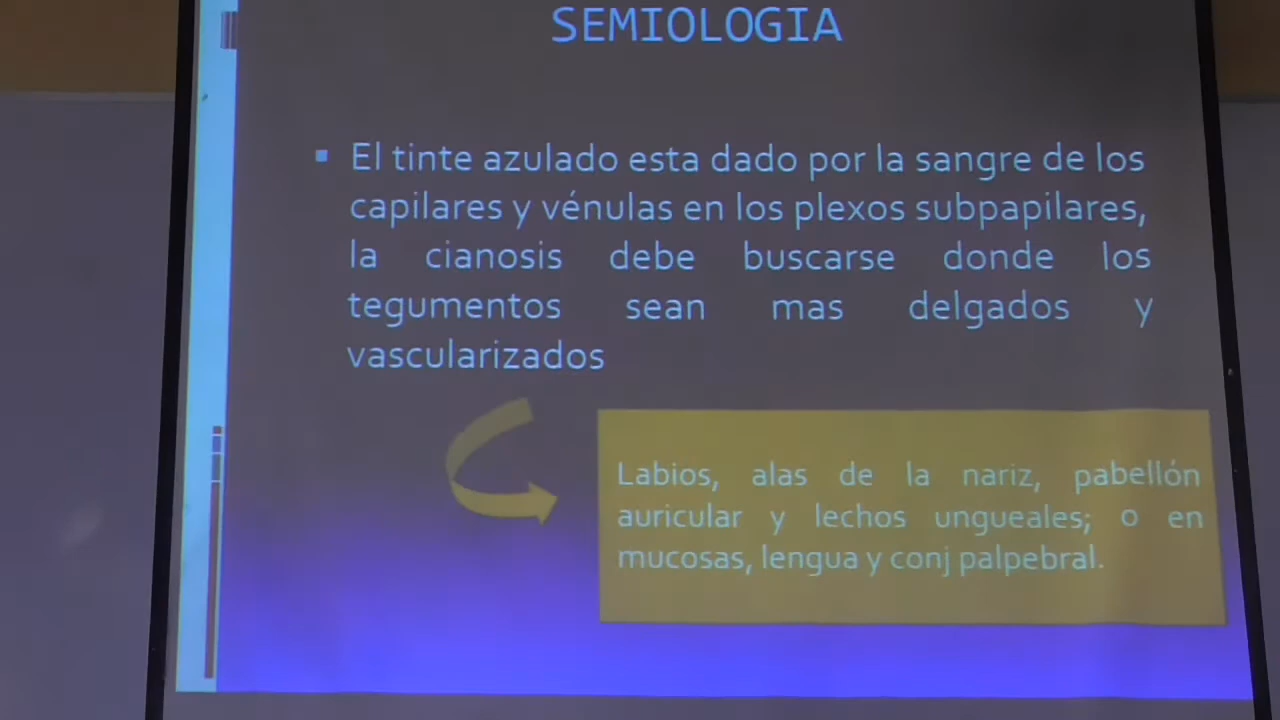 SEMIOLOGIA
▪ El tinte azulado esta dado por la sangre de los
capilares y vénulas en los plexos subpapilares,
la cianosis debe buscarse donde los
tegumentos sean mas delgados y
vascularizados
Labios, alas de la nariz, pabellón
auricular y lechos ungueales; o en
mucosas, lengua y conj palpebral.